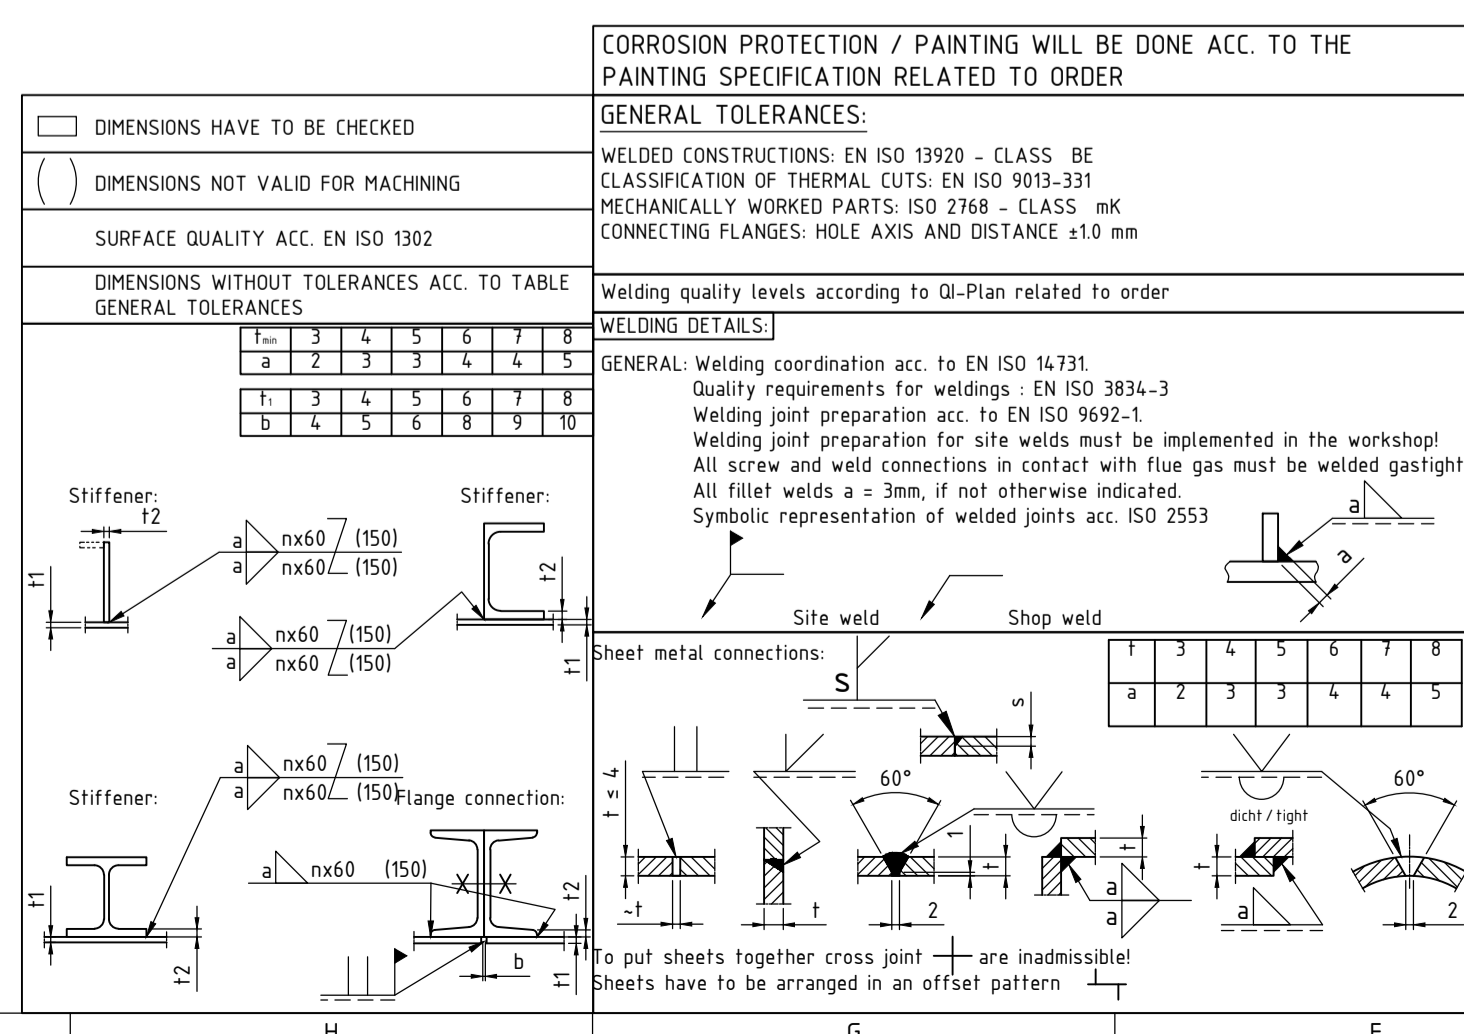 CORROSION PROTECTION / PAINTING WILL BE DONE ACC. TO THE
PAINTING SPECIFICATION RELATED TO ORDER
DIMENSIONS HAVE TO BE CHECKED
( ) DIMENSIONS NOT VALID FOR MACHINING
SURFACE QUALITY ACC. EN ISO 1302
DIMENSIONS WITHOUT TOLERANCES ACC. TO TABLE
GENERAL TOLERANCES
tmin 3 4 5 6 7 8
a 2 3 3 4 4 5
t1 3 4 5 6 7 8
b 4 5 6 8 9 10
Stiffener:
t2
t1
a nx60 (150)
a nx60 (150)
Stiffener:
t2
t1
a nx60 (150)
a nx60 (150)
Stiffener:
t1
t2
a nx60 (150)
a nx60 (150)
Flange connection:
a nx60 (150)
t2
t1
b
GENERAL TOLERANCES:
WELDED CONSTRUCTIONS: EN ISO 13920 - CLASS BE
CLASSIFICATION OF THERMAL CUTS: EN ISO 9013-331
MECHANICALLY WORKED PARTS: ISO 2768 - CLASS mK
CONNECTING FLANGES: HOLE AXIS AND DISTANCE ±1.0 mm
Welding quality levels according to QI-Plan related to order
WELDING DETAILS:
GENERAL: Welding coordination acc. to EN ISO 14731.
Quality requirements for weldings : EN ISO 3834-3
Welding joint preparation acc. to EN ISO 9692-1.
Welding joint preparation for site welds must be implemented in the workshop!
All screw and weld connections in contact with flue gas must be welded gastight
All fillet welds a = 3mm, if not otherwise indicated.
Symbolic representation of welded joints acc. ISO 2553
a
a
Site weld
Shop weld
Sheet metal connections:
t 3 4 5 6 7 8
a 2 3 3 4 4 5
S
s
t ≤ 4
~t
t
60°
1
t
2
t
a
a
dicht / tight
t
a
60°
2
To put sheets together cross joint are inadmissible!
Sheets have to be arranged in an offset pattern
H G F